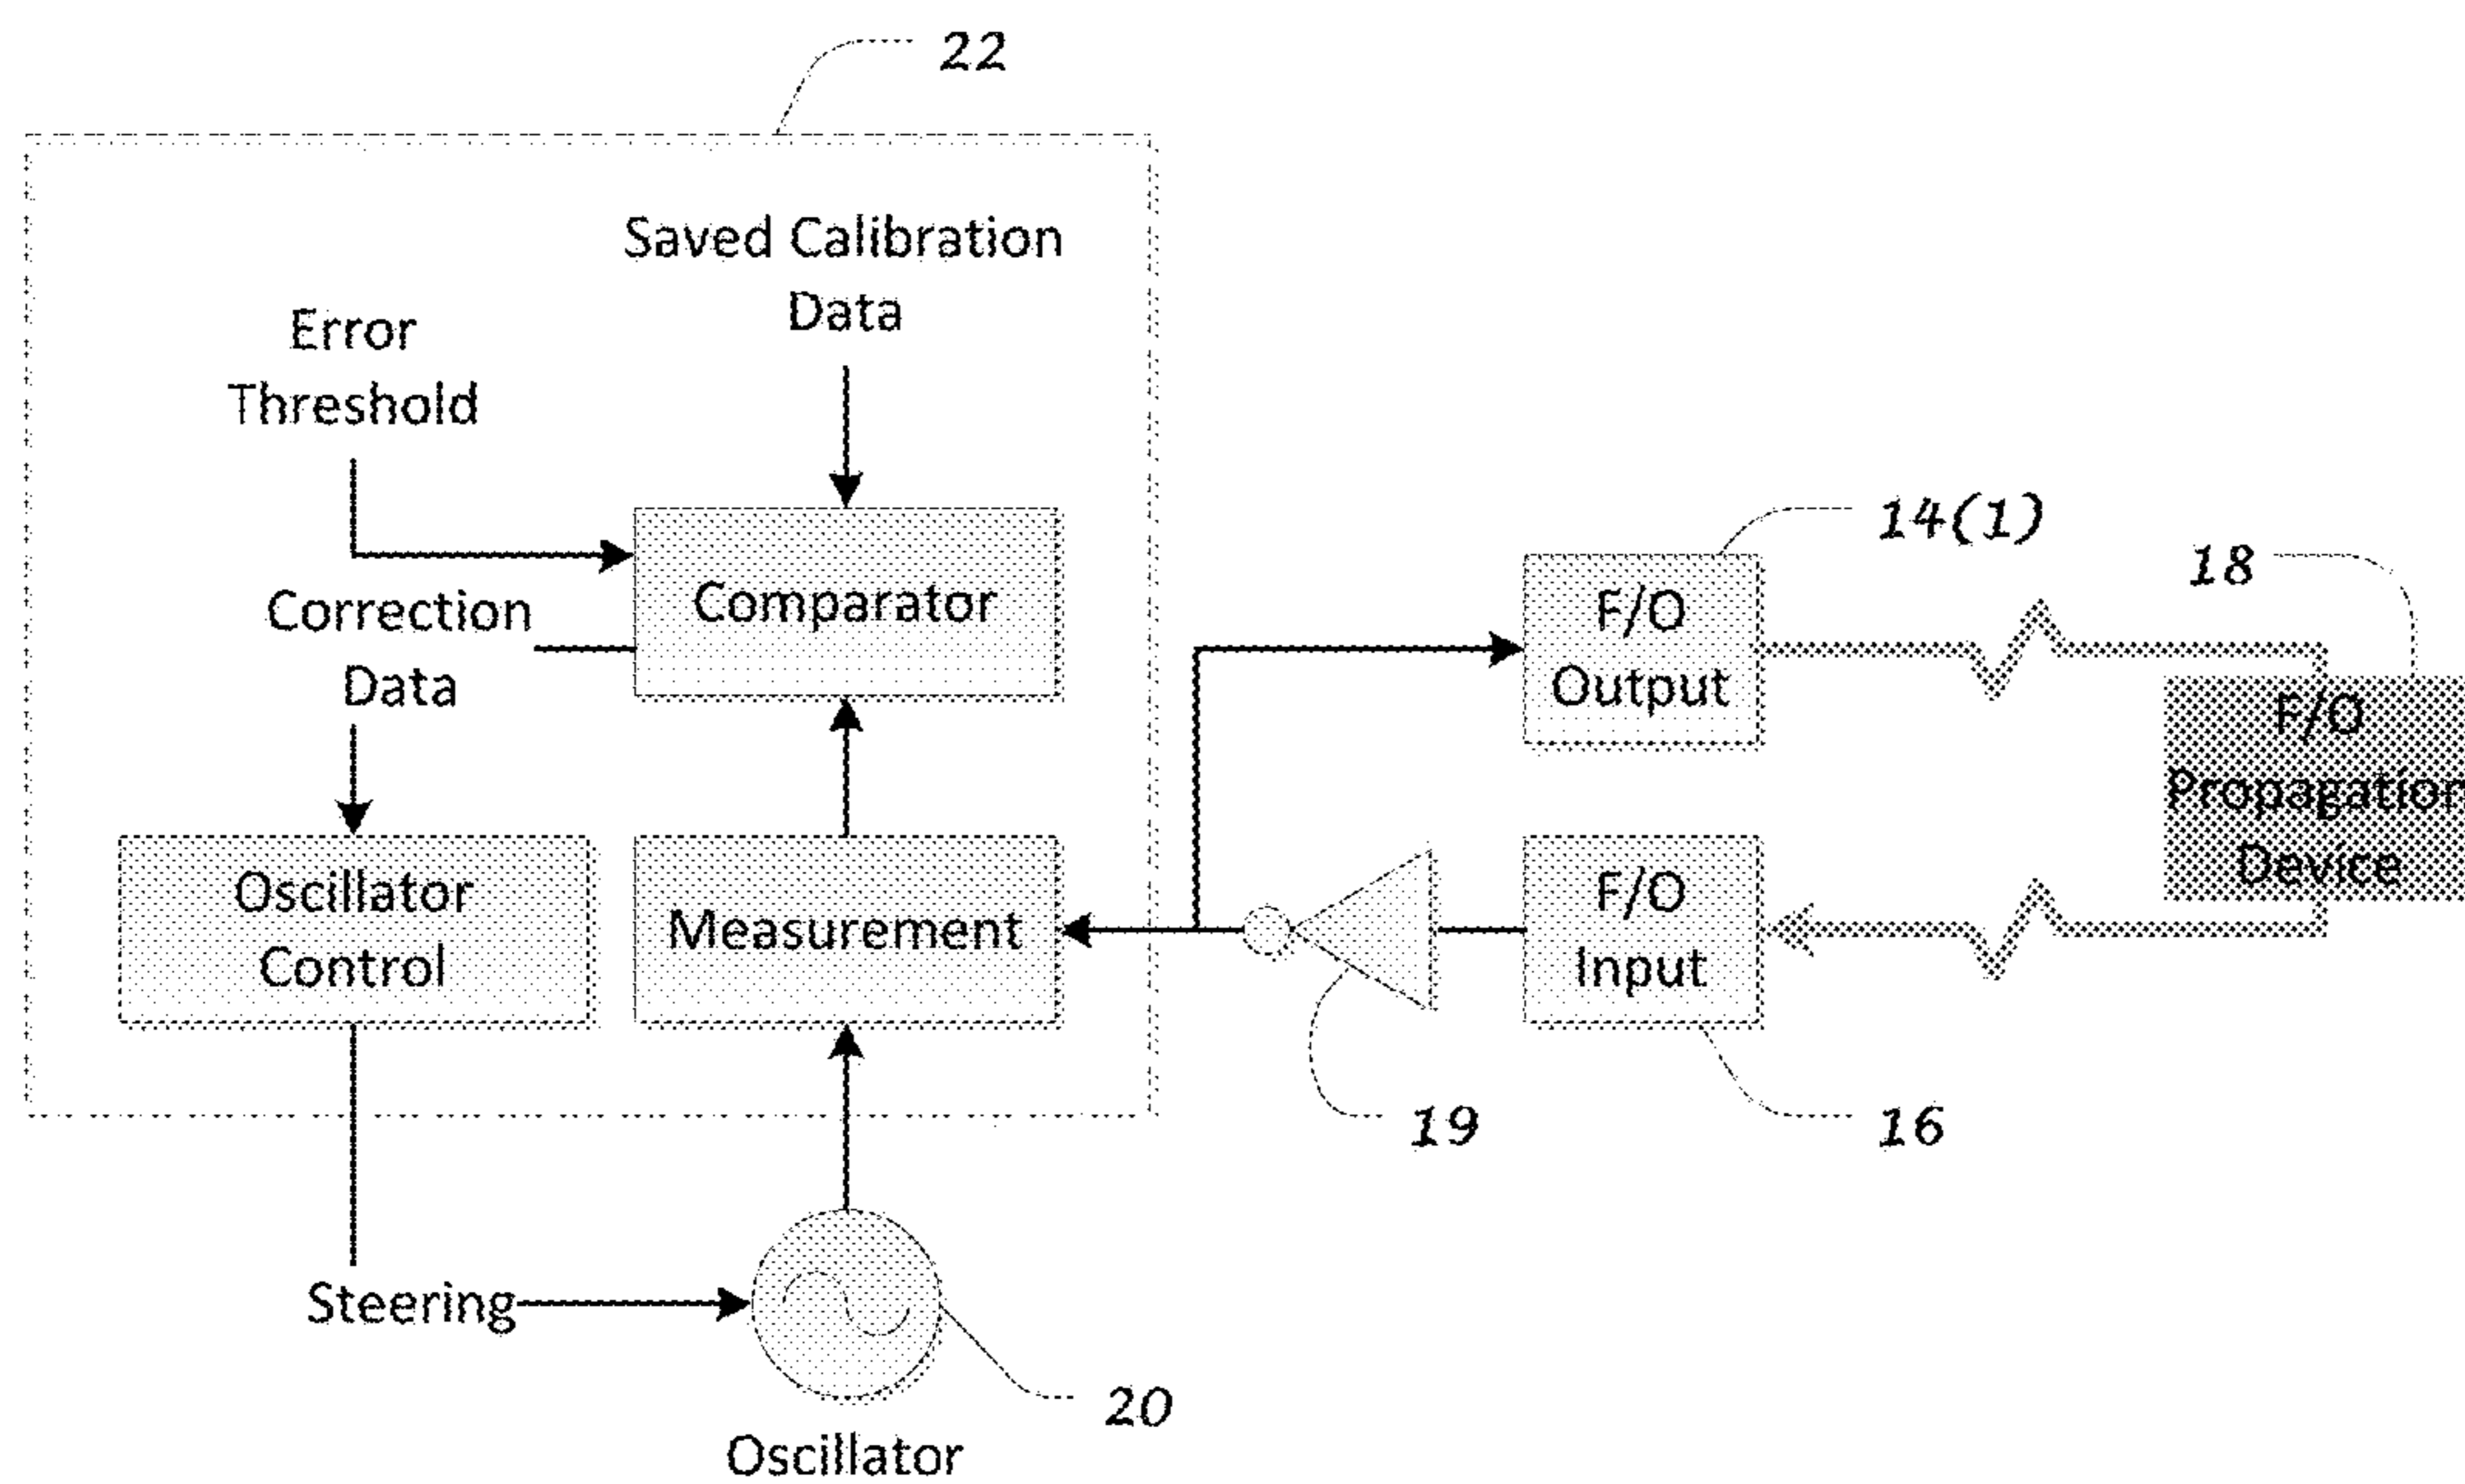 22
Saved Calibration
Data
Error
Threshold
Comparator
Correction
Data
14(1)
18
F/O
Output
F/O
Propagation
Device
Oscillator
Control
Measurement
F/O
Input
19
16
Steering
20
Oscillator